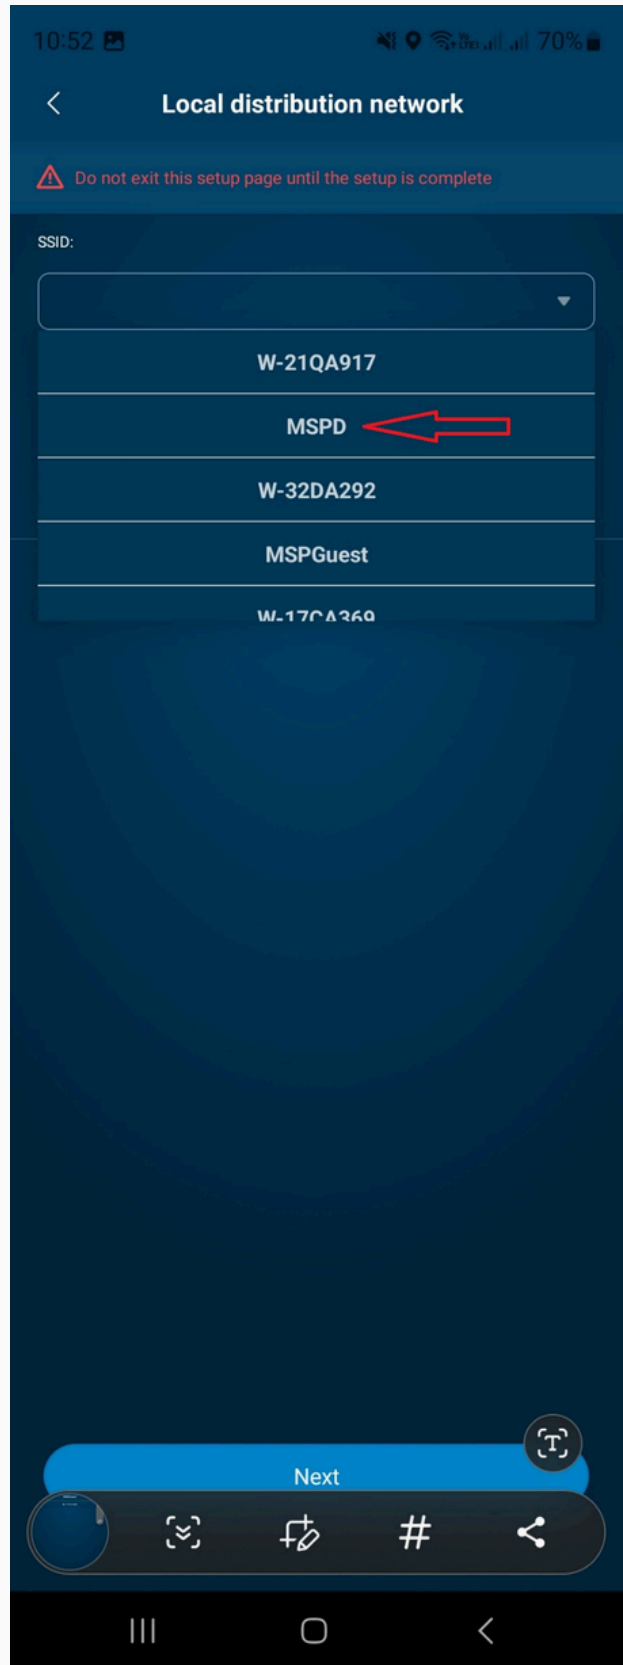 10:52 70%
Local distribution network
Do not exit this setup page until the setup is complete
SSID:
W-21QA917
MSPD
W-32DA292
MSPGuest
W-17CA369
Next